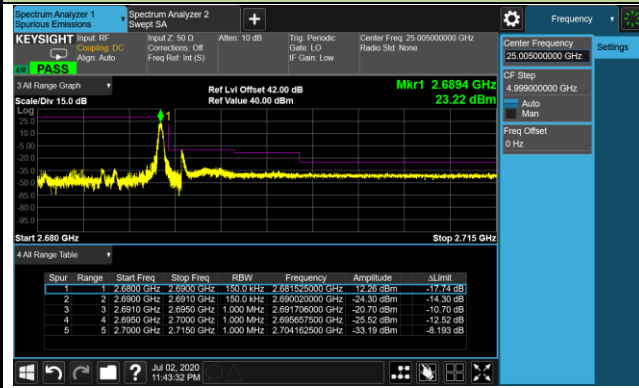 Spectrum Analyzer 1
Spurious Emissions
Spectrum Analyzer 2
Swept SA
+
Frequency
KEYSIGHT
Input: RF
Coupling: DC
Align: Auto
Input Z: 50 Ω
Corrections: Off
Freq Ref: Int (S)
Atten: 10 dB
Trig: Periodic
Gate: LO
IF Gain: Low
Center Freq: 25.005000000 GHz
Radio Std: None
PASS
Center Frequency
25.005000000 GHz
Settings
CF Step
4.999000000 GHz
Auto
Man
Freq Offset
0 Hz
3 All Range Graph
Scale/Div 15.0 dB
Ref Lvl Offset 42.00 dB
Ref Value 40.00 dBm
Mkr1 2.6894 GHz
23.22 dBm
Log
25.0
10.0
-5.00
-20.0
-35.0
-50.0
-65.0
-80.0
-95.0
1
Start 2.680 GHz
Stop 2.715 GHz
4 All Range Table
Spur Range Start Freq Stop Freq RBW Frequency Amplitude ΔLimit
1 1 2.6800 GHz 2.6900 GHz 150.0 kHz 2.681525000 GHz 12.26 dBm -17.74 dB
2 2 2.6900 GHz 2.6910 GHz 150.0 kHz 2.690020000 GHz -24.30 dBm -14.30 dB
3 3 2.6910 GHz 2.6950 GHz 1.000 MHz 2.691706000 GHz -20.70 dBm -10.70 dB
4 4 2.6950 GHz 2.7000 GHz 1.000 MHz 2.695657500 GHz -25.52 dBm -12.52 dB
5 5 2.7000 GHz 2.7150 GHz 1.000 MHz 2.704162500 GHz -33.19 dBm -8.193 dB
?
Jul 02, 2020
11:43:32 PM